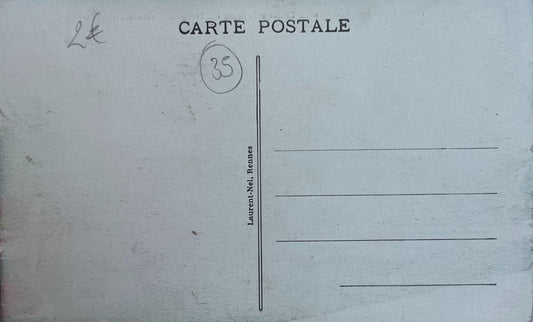 2€
CARTE POSTALE
35
Laurent-Nel, Rennes